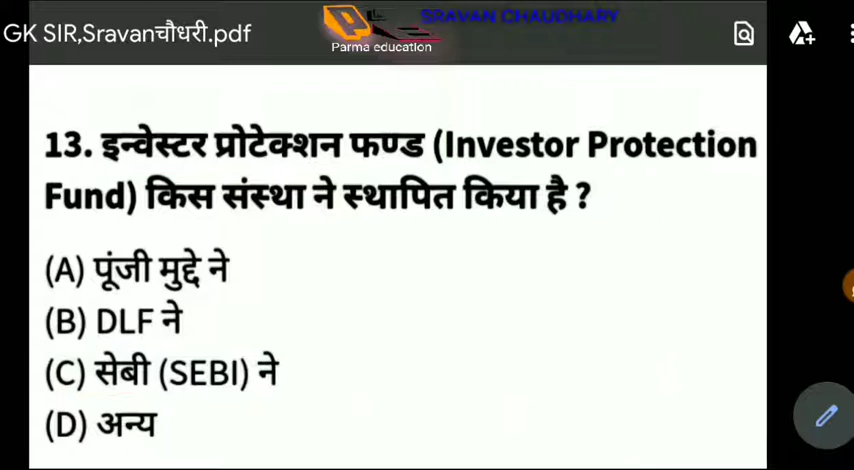 GK SIR,Sravanचौधरी.pdf
SRAVAN CHAUDHARY
Parma education
13. इन्वेस्टर प्रोटेक्शन फण्ड (Investor Protection
Fund) किस संस्था ने स्थापित किया है ?
(A) पूंजी मुद्दे ने
(B) DLF ने
(C) सेबी (SEBI) ने
(D) अन्य